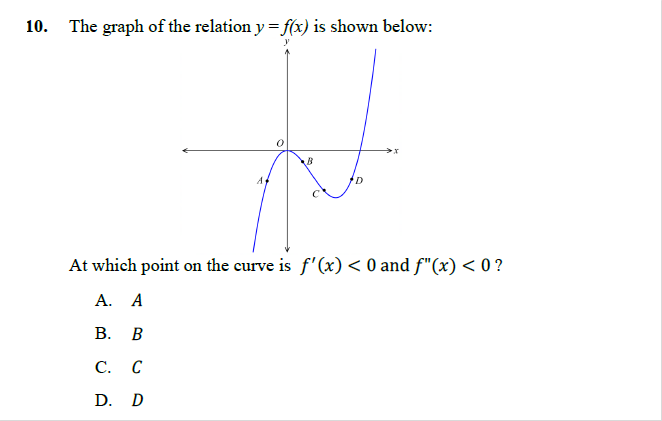 10. The graph of the relation y = f(x) is shown below:
y
O
x
B
A
D
C
At which point on the curve is f'(x) < 0 and f"(x) < 0 ?
A. A
B. B
C. C
D. D